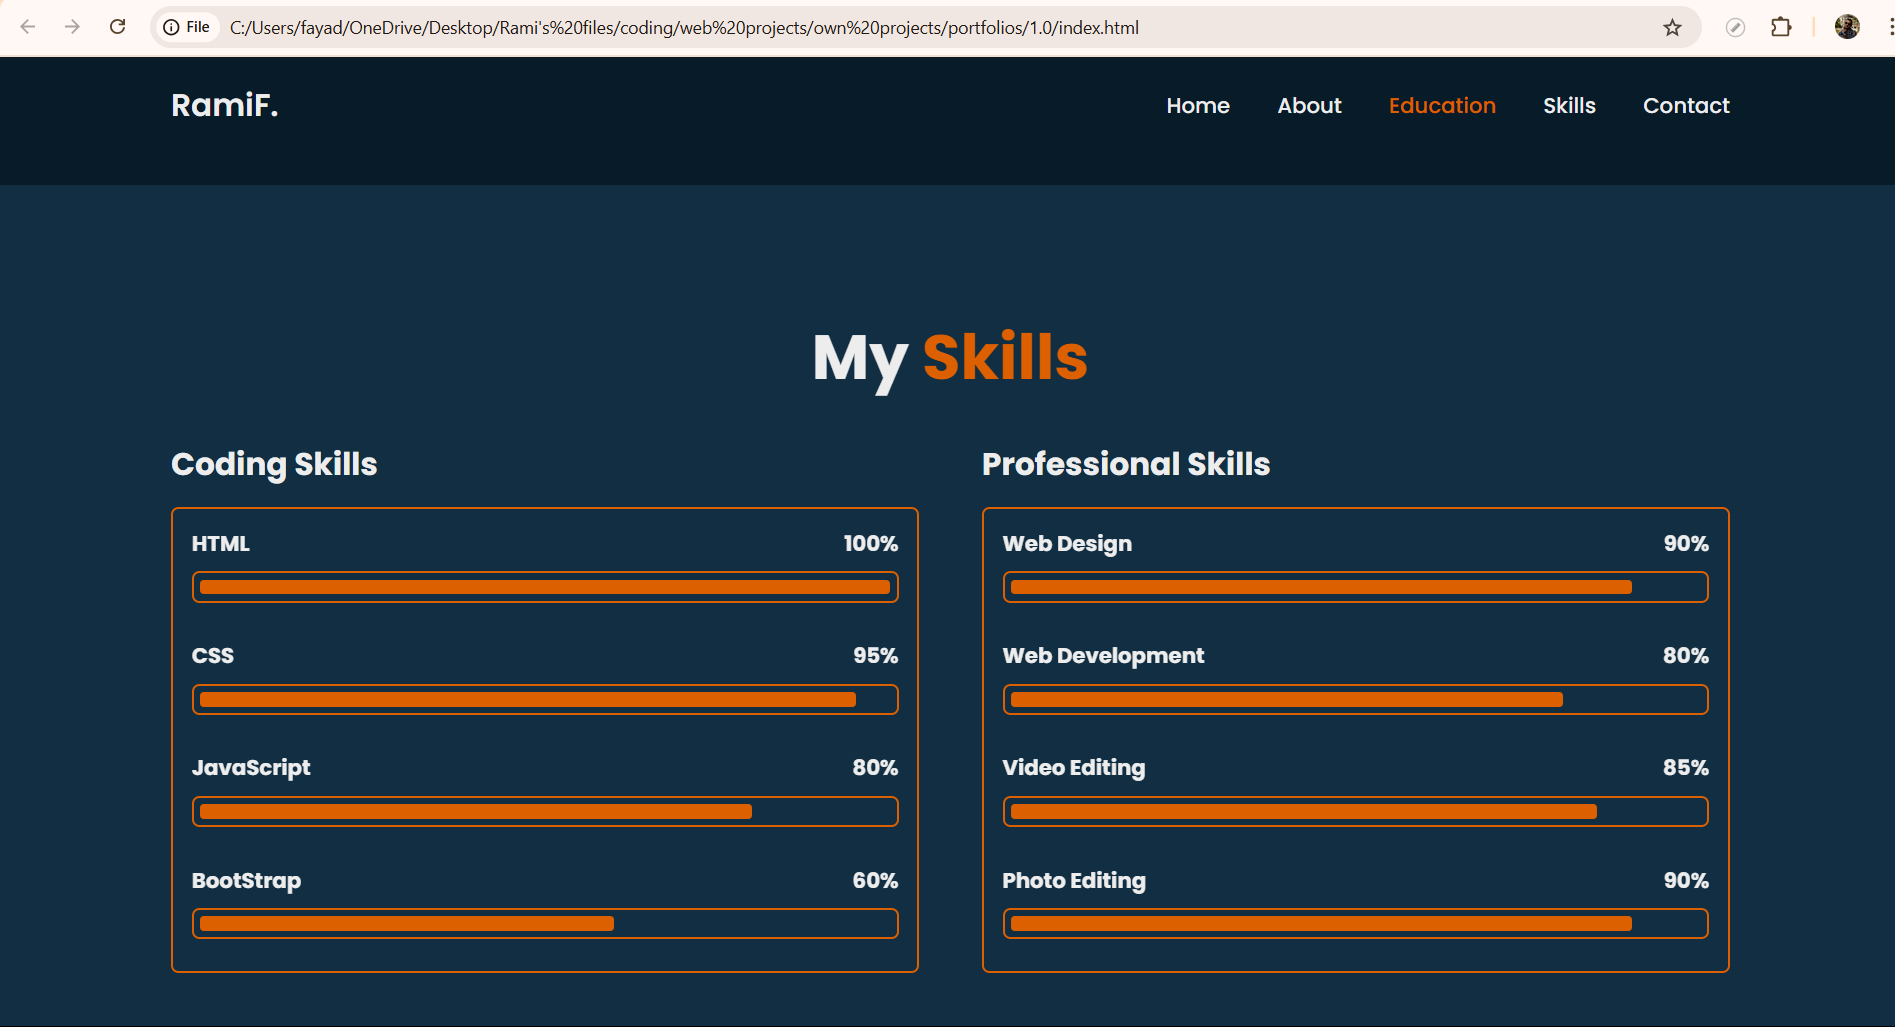 File C:/Users/fayad/OneDrive/Desktop/Rami's%20files/coding/web%20projects/own%20projects/portfolios/1.0/index.html
RamiF. Home About Education Skills Contact
My Skills
Coding Skills
HTML 100%
CSS 95%
JavaScript 80%
BootStrap 60%
Professional Skills
Web Design 90%
Web Development 80%
Video Editing 85%
Photo Editing 90%